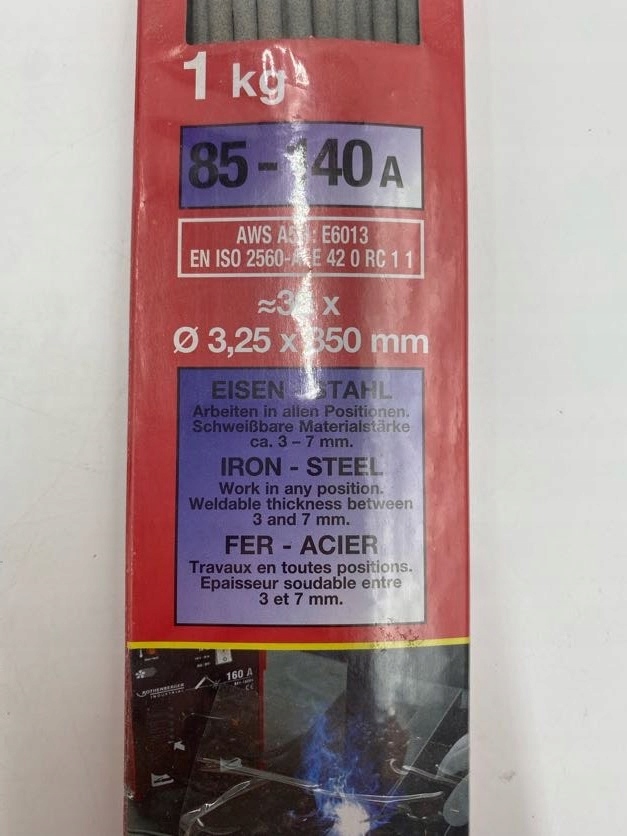 1 kg
85-140 A
AWS A5.1: E6013
EN ISO 2560-A: E 42 0 RC 1 1
x
Ø 3,25 x 350 mm
EISEN - STAHL
Arbeiten in allen Positionen.
Schweißbare Materialstärke
ca. 3 – 7 mm.
IRON - STEEL
Work in any position.
Weldable thickness between
3 and 7 mm.
FER - ACIER
Travaux en toutes positions.
Epaisseur soudable entre
3 et 7 mm.
160 A
ROTHENBERGER
INDUSTRIAL